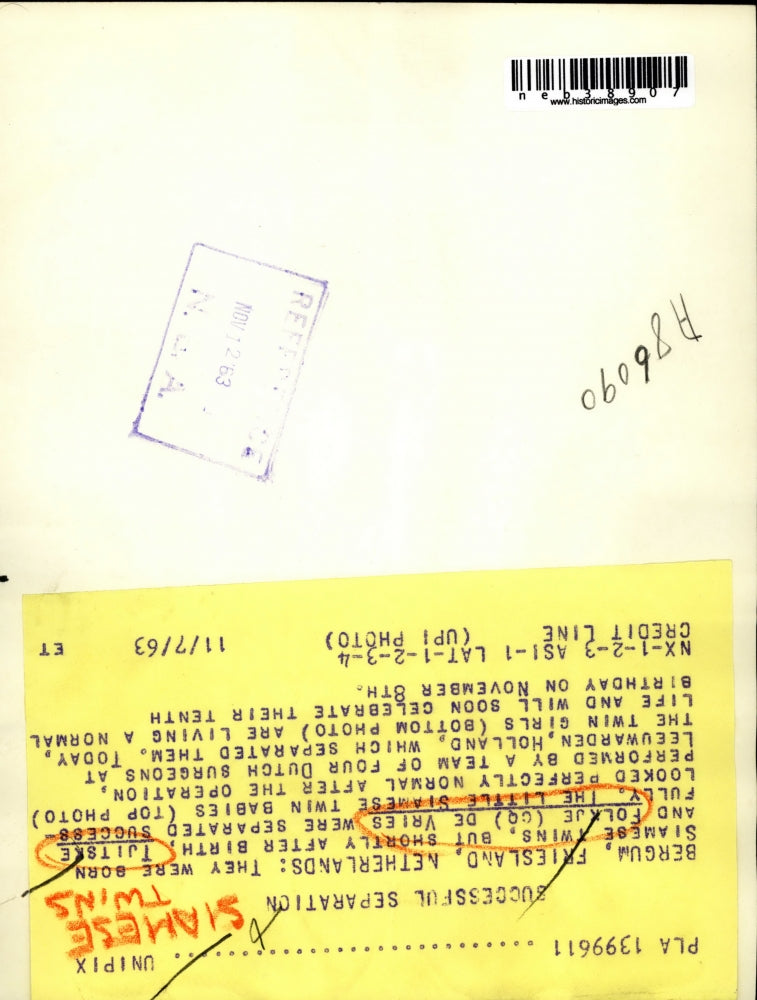 neb38907
www.historicimages.com
REFERENCE
NOV 12 '63
N. E. A.
A86090
PLA 1399611 ................................ UNIPIX
SIAMESE
TWINS
SUCCESSFUL SEPARATION
BERGUM, FRIESLAND, NETHERLANDS: THEY WERE BORN
SIAMESE TWINS, BUT SHORTLY AFTER BIRTH, TJITSKE
AND FOLKJE (CQ) DE VRIES WERE SEPARATED SUCCESS-
FULLY. THE LITTLE SIAMESE TWIN BABIES (TOP PHOTO)
LOOKED PERFECTLY NORMAL AFTER THE OPERATION,
PERFORMED BY A TEAM OF FOUR DUTCH SURGEONS AT
LEEUWARDEN, HOLLAND, WHICH SEPARATED THEM. TODAY,
THE TWIN GIRLS (BOTTOM PHOTO) ARE LIVING A NORMAL
LIFE AND WILL SOON CELEBRATE THEIR TENTH
BIRTHDAY ON NOVEMBER 8TH.
NX-1-2-3 ASI-1 LAT-1-2-3-4
CREDIT LINE (UPI PHOTO) 11/7/63 ET